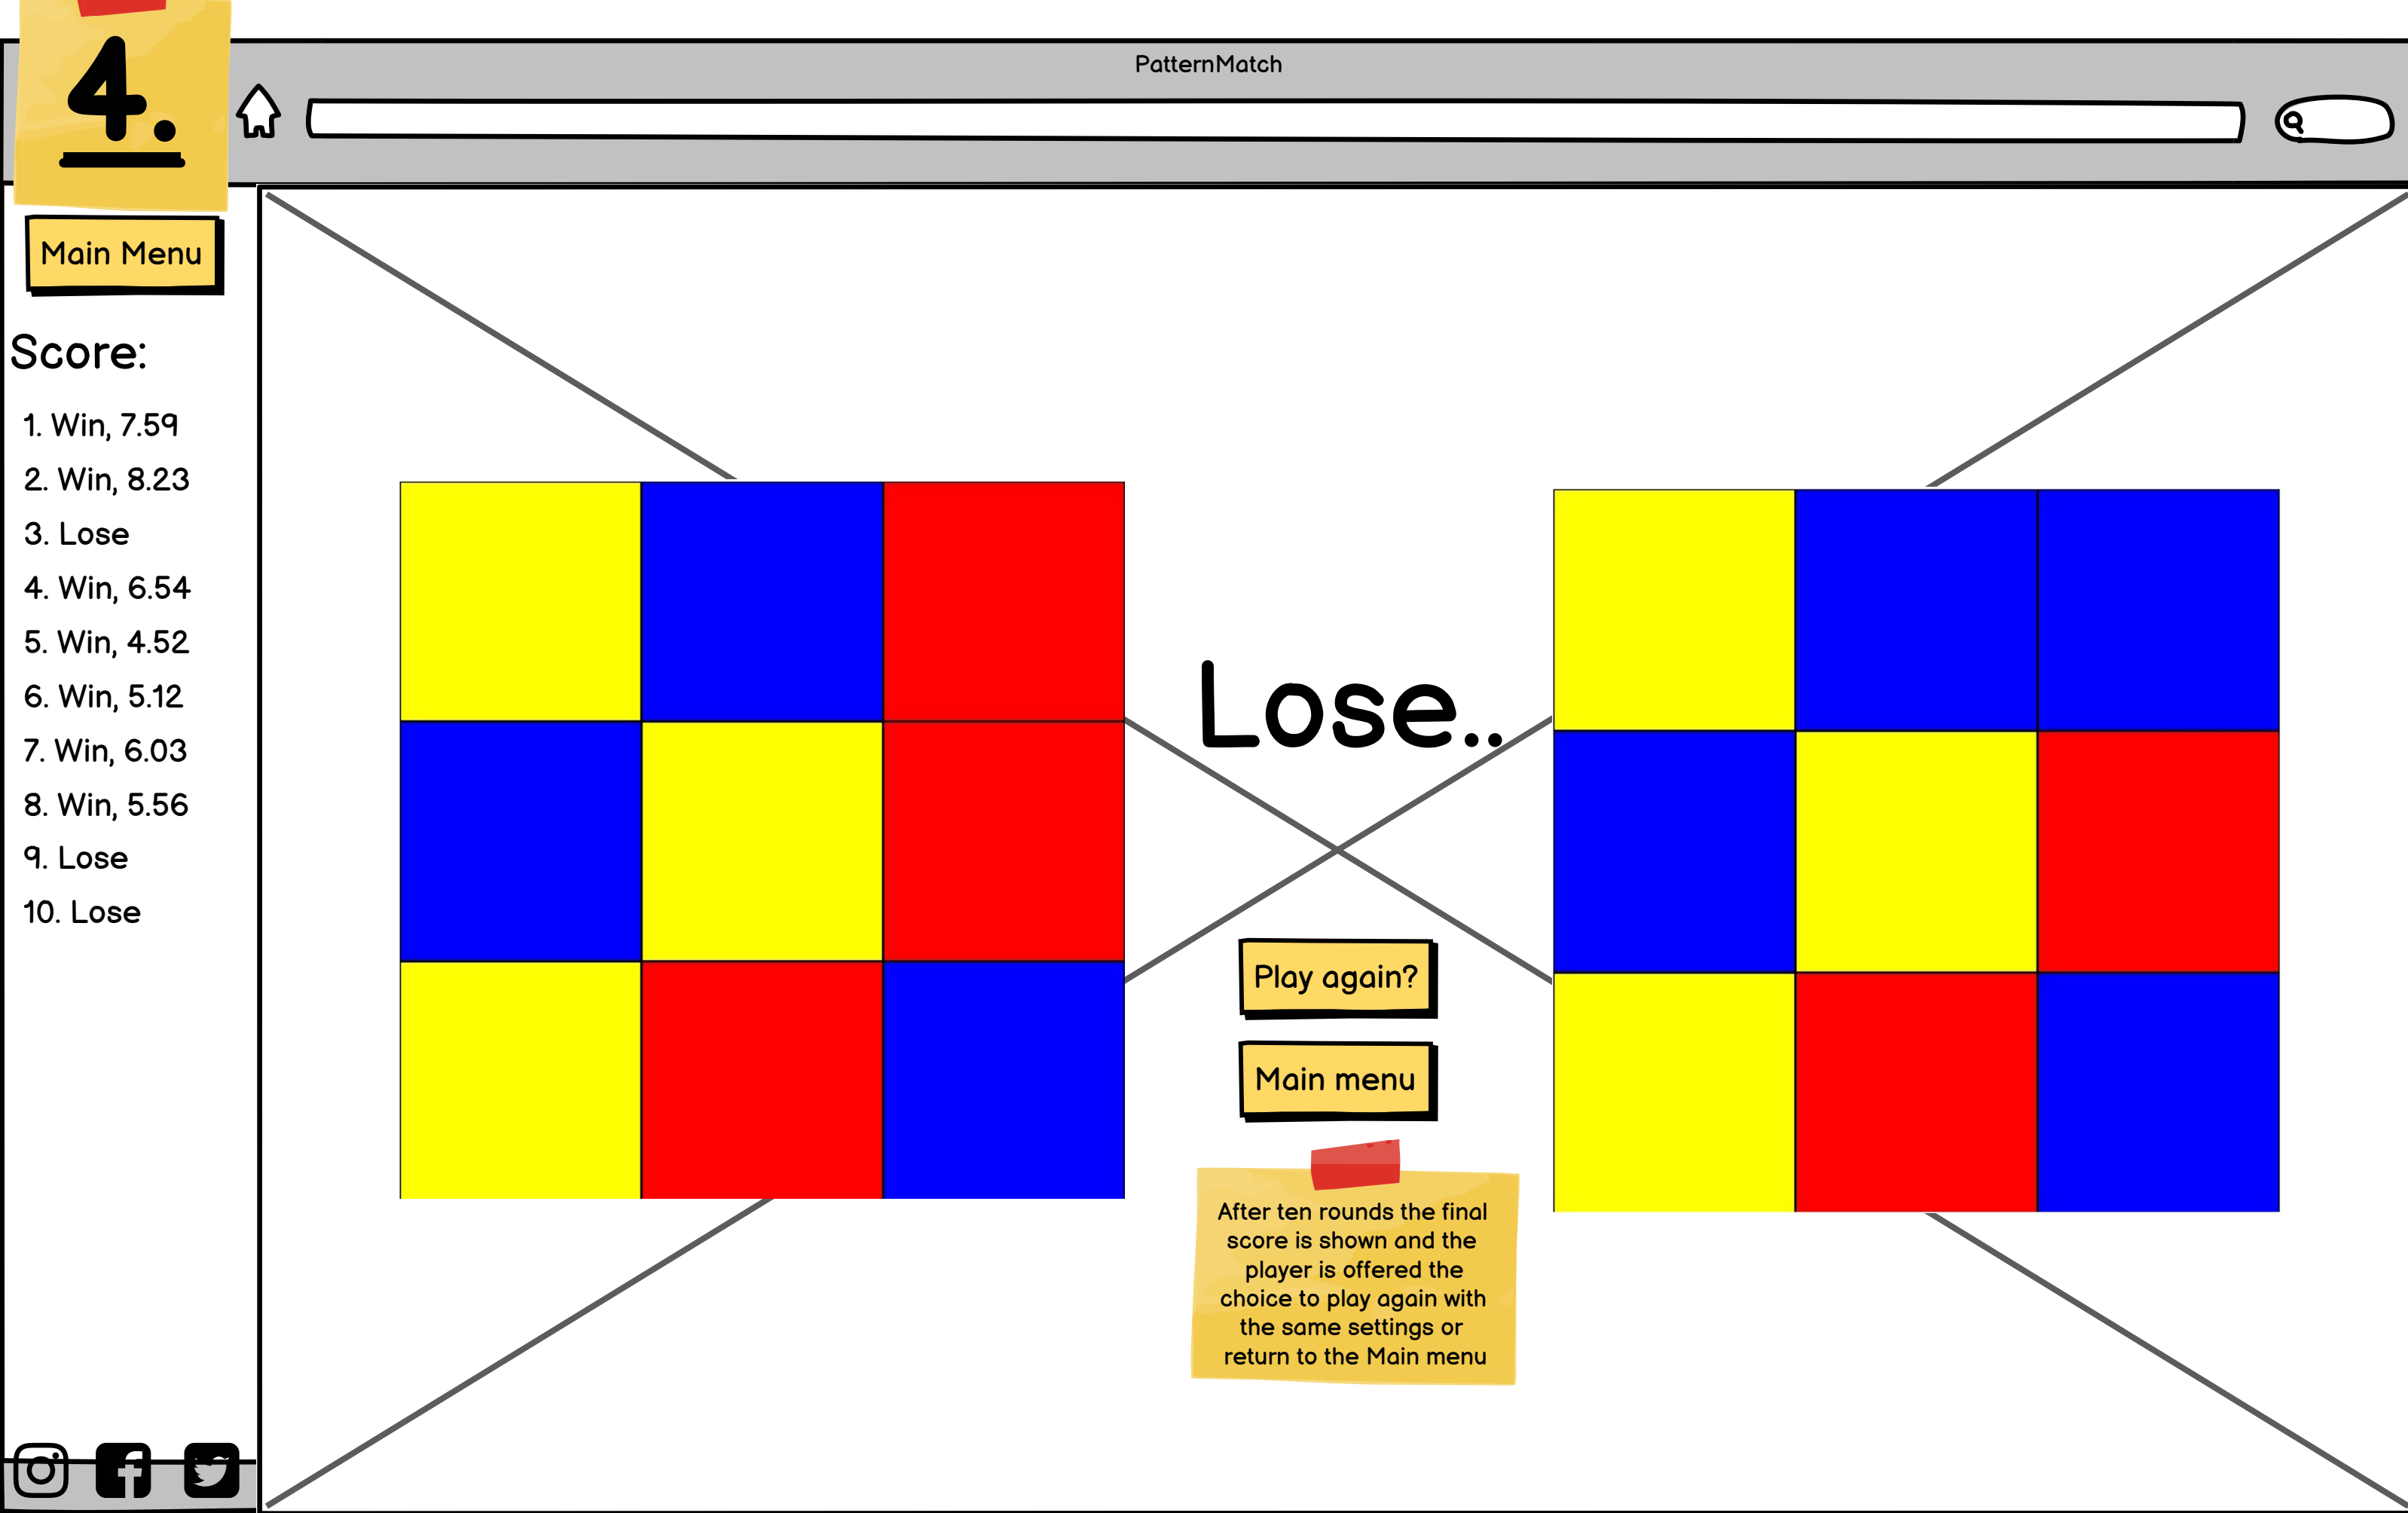 4.
PatternMatch
Main Menu
Score:
1. Win, 7.59
2. Win, 8.23
3. Lose
4. Win, 6.54
5. Win, 4.52
6. Win, 5.12
7. Win, 6.03
8. Win, 5.56
9. Lose
10. Lose
Lose..
Play again?
Main menu
After ten rounds the final
score is shown and the
player is offered the
choice to play again with
the same settings or
return to the Main menu